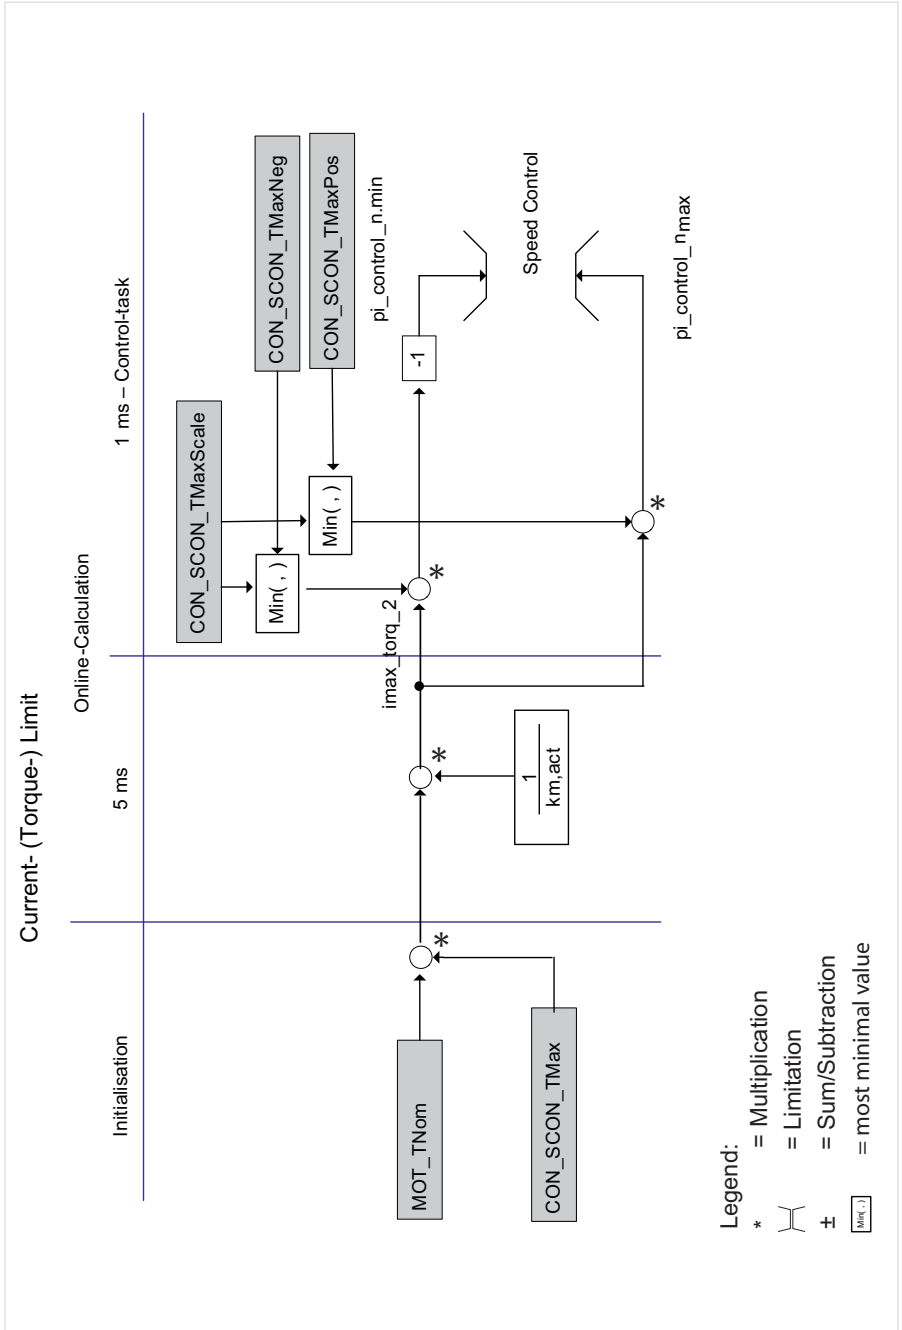 Current- (Torque-) Limit
Online-Calculation
Initialisation
5 ms
1 ms – Control-task
CON_SCON_TMaxScale
CON_SCON_TMaxNeg
CON_SCON_TMaxPos
Min( , )
Min( , )
pi_control_n.min
imax_torq_2
MOT_TNom
*
*
*
-1
Speed Control
1
km,act
CON_SCON_TMax
*
pi_control_nmax
Legend:
* = Multiplication
= Limitation
± = Sum/Subtraction
Min( , ) = most minimal value